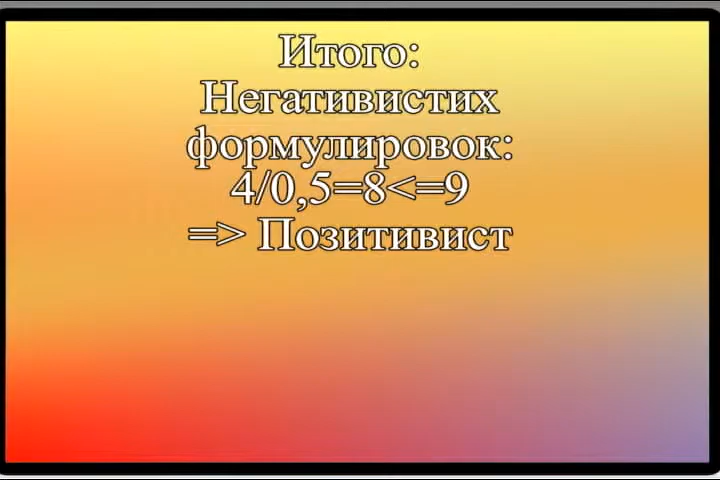 Итого:
Негативистих
формулировок:
4/0,5=8<=9
=> Позитивист